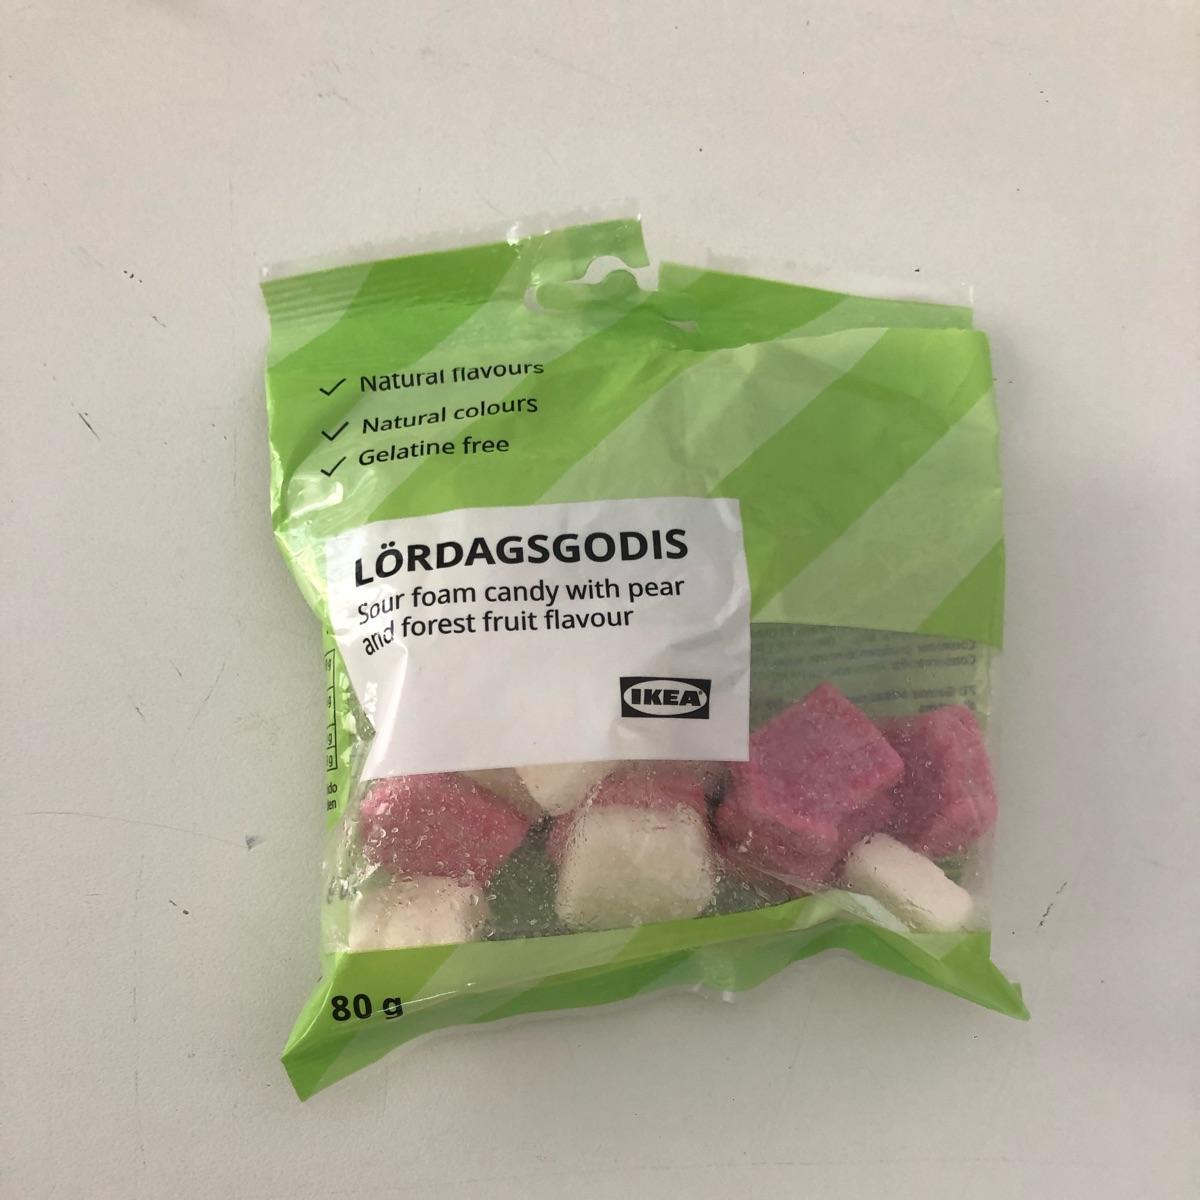 Natural flavours
Natural colours
Gelatine free
LÖRDAGSGODIS
Sour foam candy with pear
and forest fruit flavour
IKEA
80 g